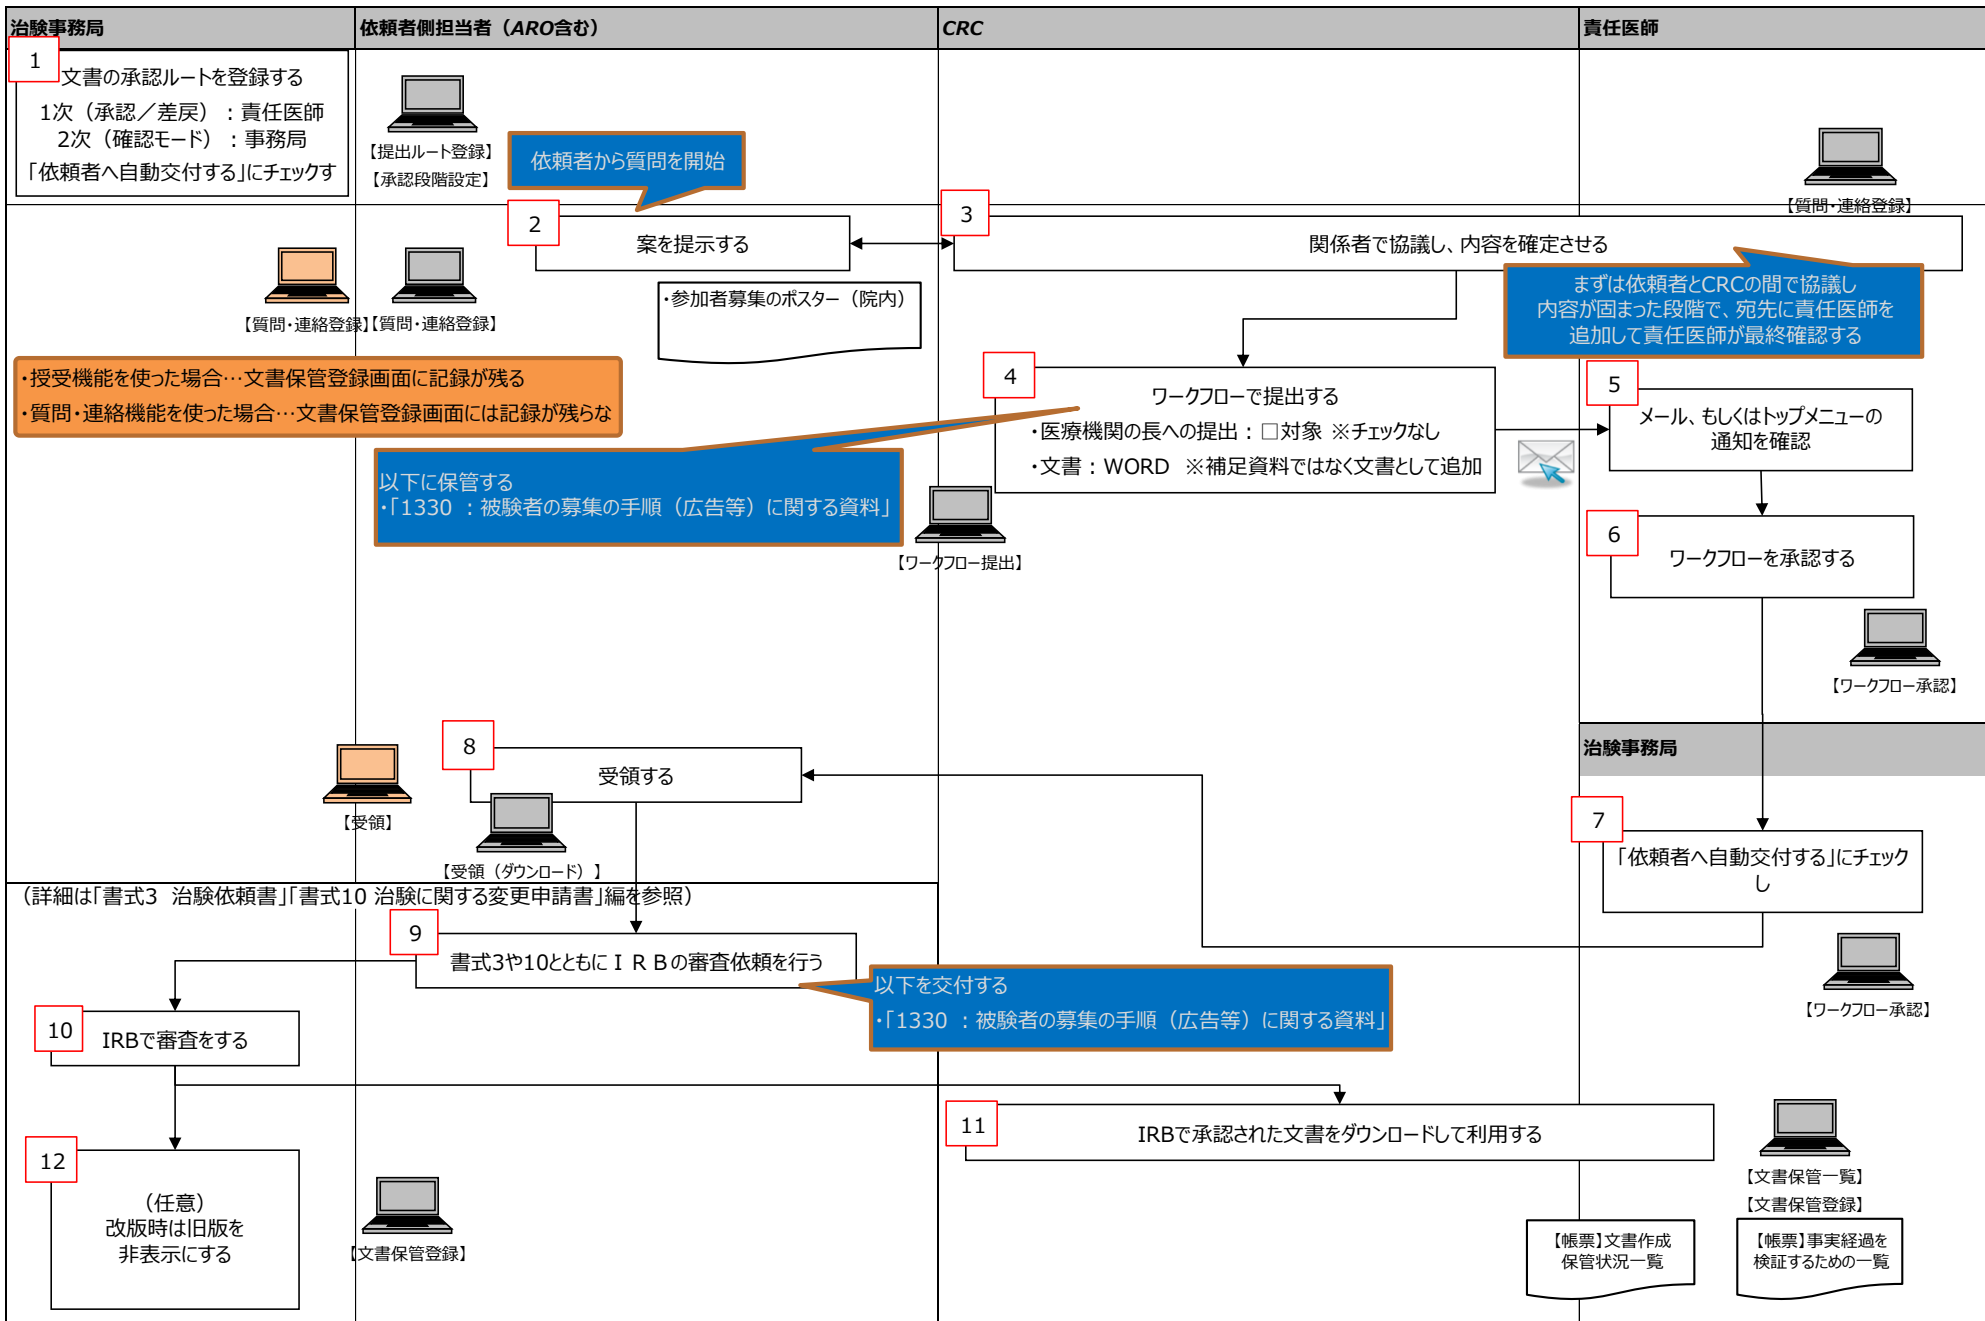 治験事務局
依頼者側担当者（ARO含む）
CRC
責任医師
1
文書の承認ルートを登録する
1次（承認／差戻）：責任医師
2次（確認モード）：事務局
「依頼者へ自動交付する」にチェックす
【提出ルート登録】
【承認段階設定】
依頼者から質問を開始
【質問・連絡登録】
2
案を提示する
3
関係者で協議し、内容を確定させる
【質問・連絡登録】
【質問・連絡登録】
・参加者募集のポスター（院内）
まずは依頼者とCRCの間で協議し
内容が固まった段階で、宛先に責任医師を
追加して責任医師が最終確認する
・授受機能を使った場合…文書保管登録画面に記録が残る
・質問・連絡機能を使った場合…文書保管登録画面には記録が残らな
4
ワークフローで提出する
・医療機関の長への提出：□対象 ※チェックなし
・文書：WORD ※補足資料ではなく文書として追加
以下に保管する
・「1330 ：被験者の募集の手順（広告等）に関する資料」
【ワークフロー提出】
5
メール、もしくはトップメニューの
通知を確認
6
ワークフローを承認する
【ワークフロー承認】
治験事務局
7
「依頼者へ自動交付する」にチェック
し
【ワークフロー承認】
8
受領する
【受領】
【受領（ダウンロード）】
（詳細は「書式3 治験依頼書」「書式10 治験に関する変更申請書」編を参照）
9
書式3や10とともにＩＲＢの審査依頼を行う
以下を交付する
・「1330 ：被験者の募集の手順（広告等）に関する資料」
10
IRBで審査をする
11
IRBで承認された文書をダウンロードして利用する
【文書保管一覧】
【文書保管登録】
12
（任意）
改版時は旧版を
非表示にする
【文書保管登録】
【帳票】文書作成
保管状況一覧
【帳票】事実経過を
検証するための一覧